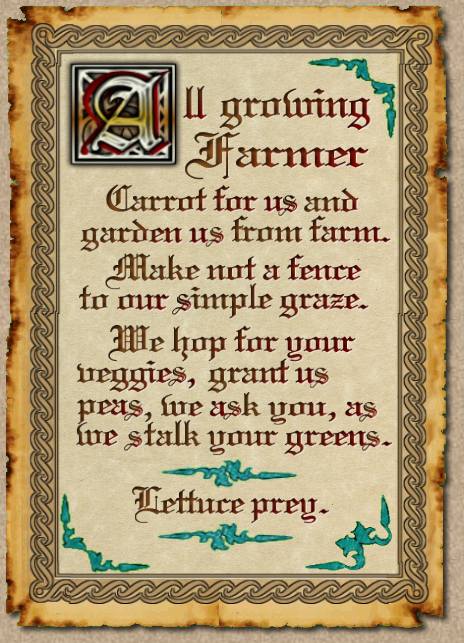 All growing
Farmer
Carrot for us and
garden us from farm.
Make not a fence
to our simple graze.
We hop for your
veggies, grant us
peas, we ask you, as
we stalk your greens.
Lettuce prey.